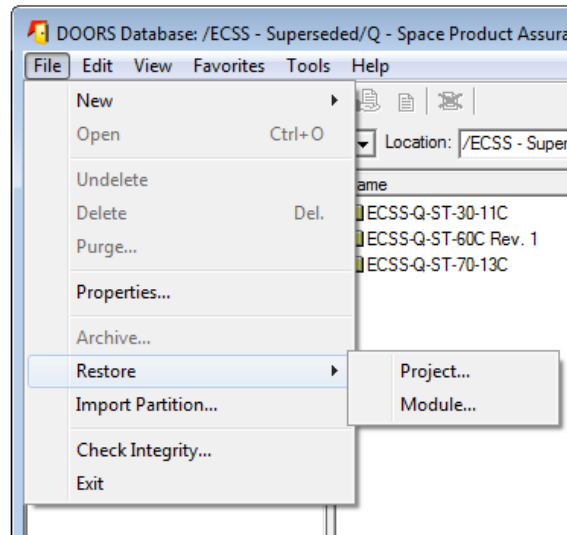 DOORS Database: /ECSS - Superseded/Q - Space Product Assura
File Edit View Favorites Tools Help
New
Open Ctrl+O
Location: /ECSS - Super
Undelete
ame
Delete Del.
ECSS-Q-ST-30-11C
ECSS-Q-ST-60C Rev. 1
Purge...
ECSS-Q-ST-70-13C
Properties...
Archive...
Restore
Project...
Import Partition...
Module...
Check Integrity...
Exit